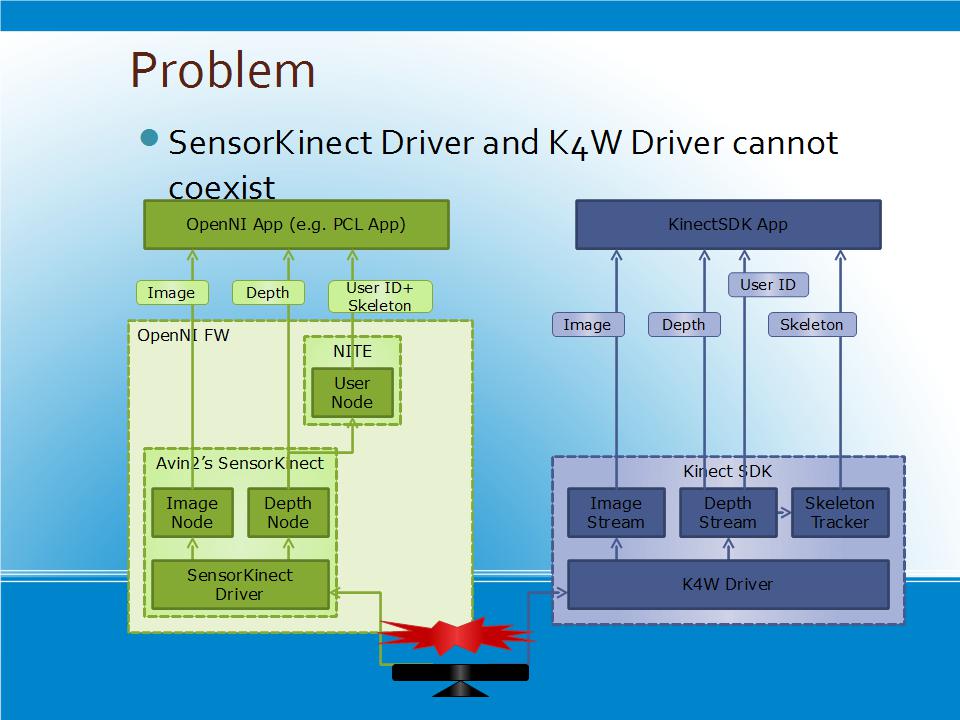 Problem
SensorKinect Driver and K4W Driver cannot
coexist
OpenNI App (e.g. PCL App)
KinectSDK App
Image
Depth
User ID+
Skeleton
User ID
Image
Depth
Skeleton
OpenNI FW
NITE
User
Node
Avin2’s SensorKinect
Image
Node
Depth
Node
SensorKinect
Driver
Kinect SDK
Image
Stream
Depth
Stream
Skeleton
Tracker
K4W Driver